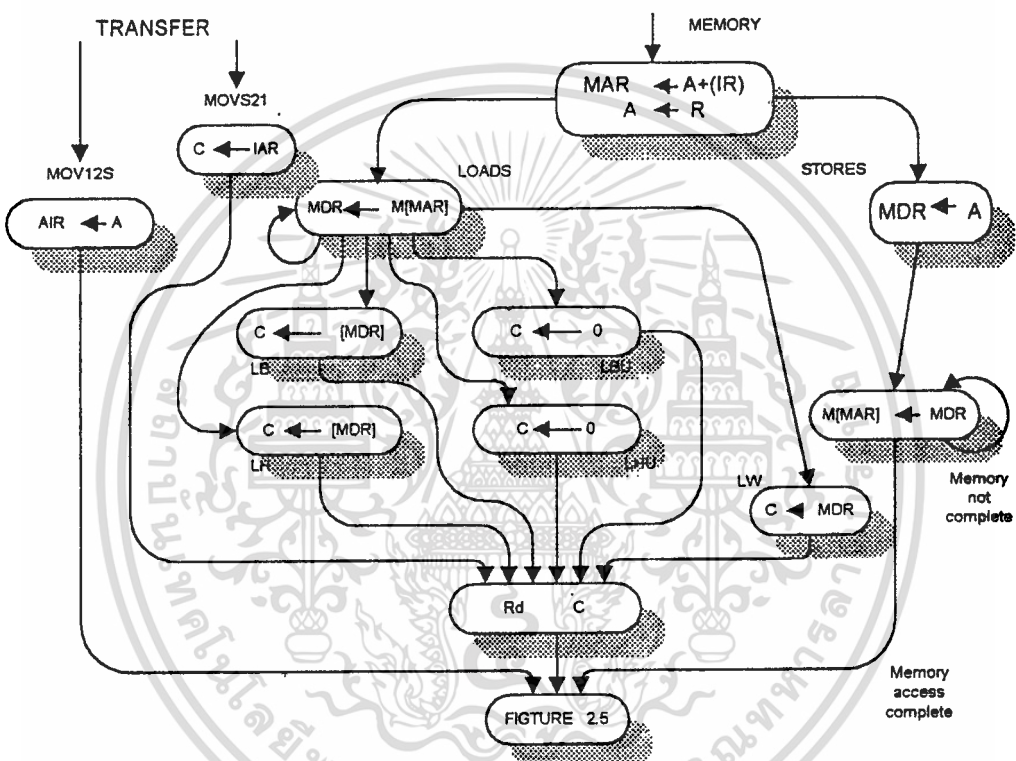 TRANSFER
MEMORY
MAR ← A+(IR)
A ← R
MOVS21
C ← IAR
MOV12S
AIR ← A
LOADS
MDR ← M[MAR]
STORES
MDR ← A
C ← [MDR]
LB
C ← 0
LBU
C ← [MDR]
LH
C ← 0
LHU
M[MAR] ← MDR
Memory
not
complete
LW
C ← MDR
Rd C
Memory
access
complete
FIGTURE 2.5